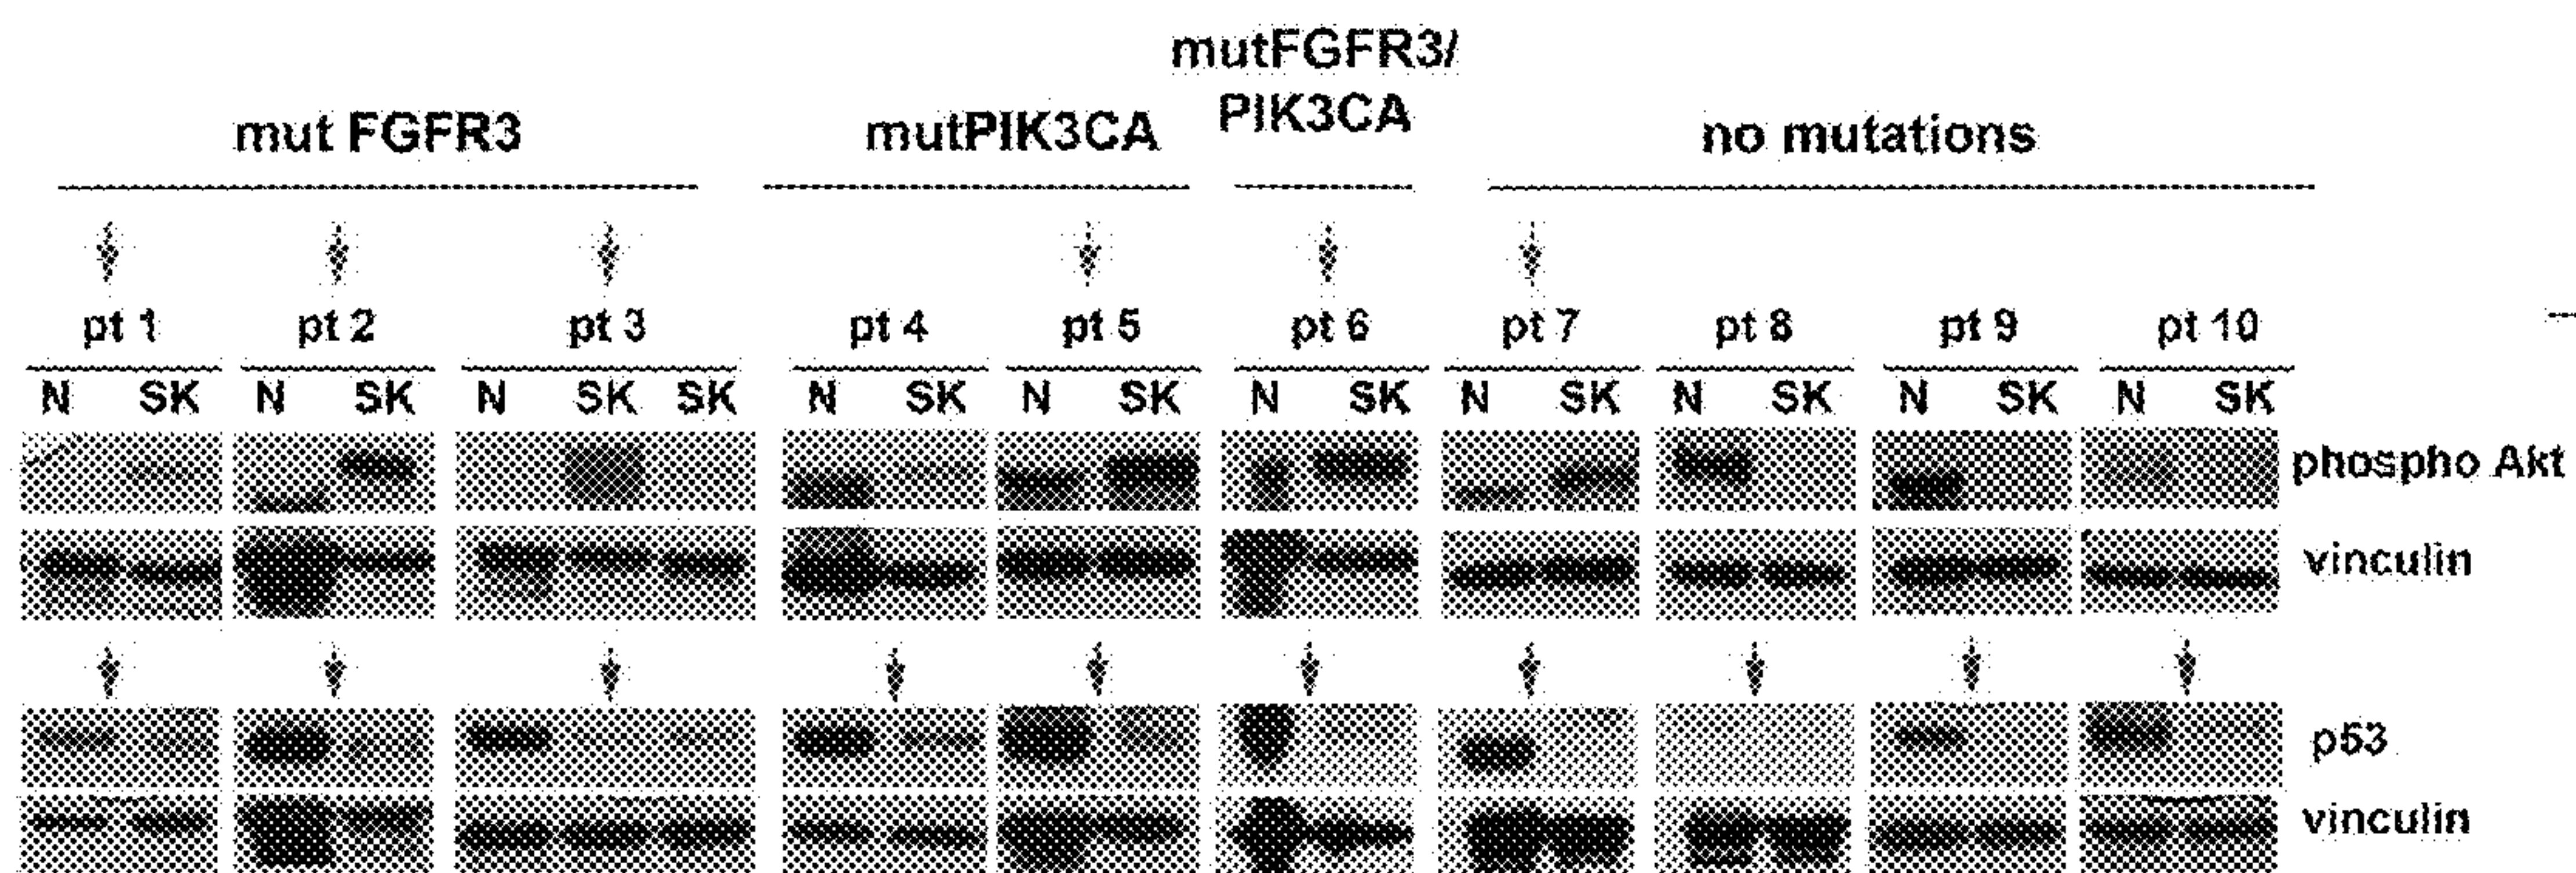 mutFGFR3/
PIK3CA
mut FGFR3 mutPIK3CA no mutations
pt 1 pt 2 pt 3 pt 4 pt 5 pt 6 pt 7 pt 8 pt 9 pt 10
N SK N SK N SK SK N SK N SK N SK N SK N SK N SK N SK
phospho Akt
vinculin
p53
vinculin